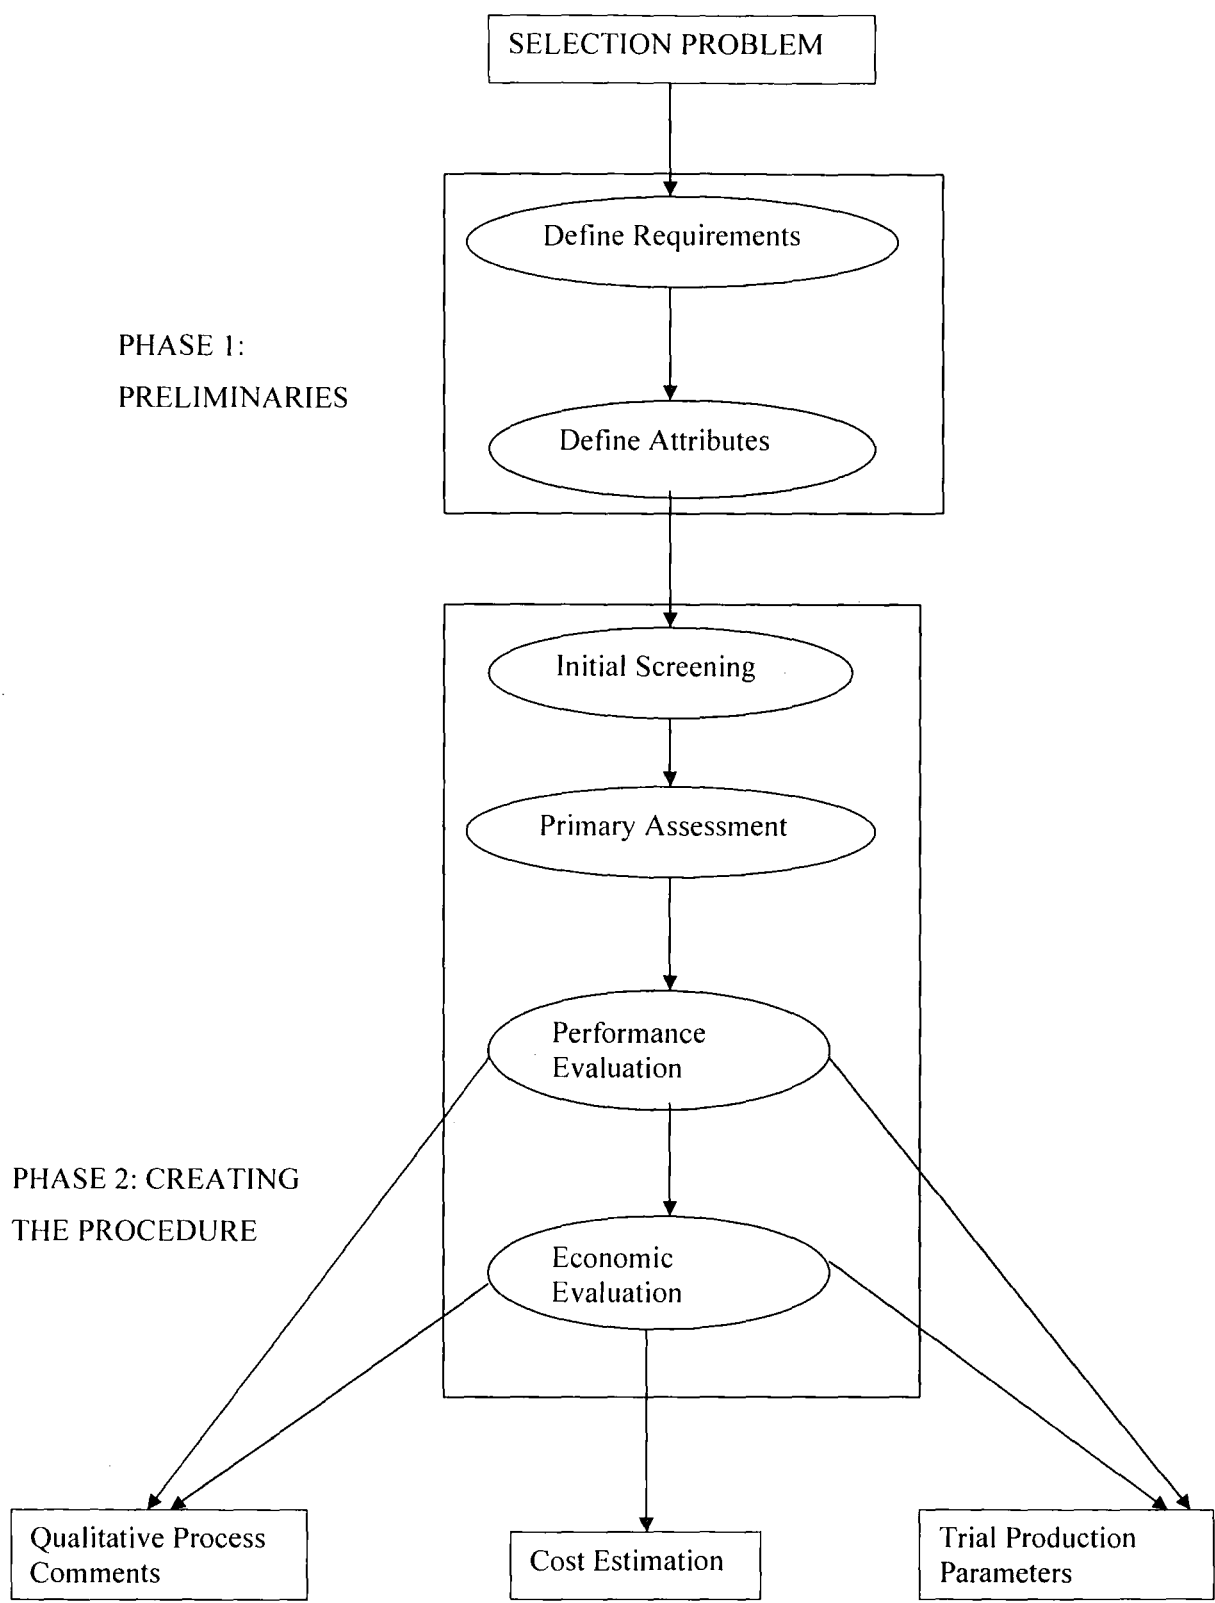 SELECTION PROBLEM
Define Requirements
PHASE 1:
PRELIMINARIES
Define Attributes
Initial Screening
Primary Assessment
Performance
Evaluation
PHASE 2: CREATING
THE PROCEDURE
Economic
Evaluation
Qualitative Process
Comments
Cost Estimation
Trial Production
Parameters